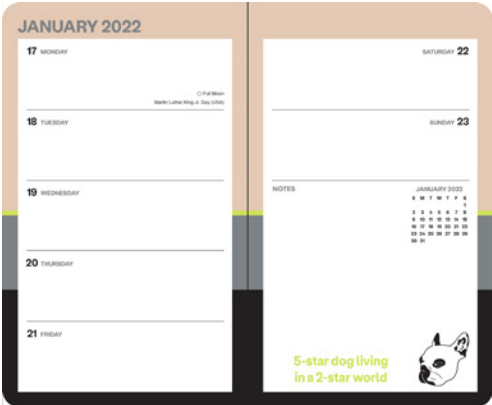 JANUARY 2022
17 MONDAY
Full Moon
Martin Luther King Jr. Day (USA)
18 TUESDAY
19 WEDNESDAY
20 THURSDAY
21 FRIDAY
SATURDAY 22
SUNDAY 23
NOTES
JANUARY 2022
S M T W T F S
1
2 3 4 5 6 7 8
9 10 11 12 13 14 15
16 17 18 19 20 21 22
23 24 25 26 27 28 29
30 31
5-star dog living
in a 2-star world